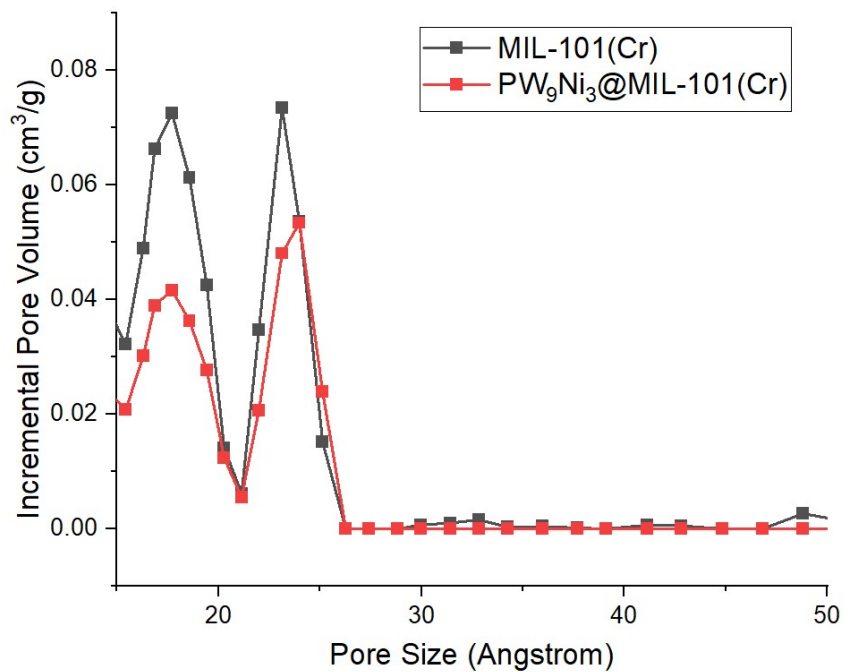 MIL-101(Cr)
PW₉Ni₃@MIL-101(Cr)
Incremental Pore Volume (cm³/g)
0.08
0.06
0.04
0.02
0.00
20
30
40
50
Pore Size (Angstrom)